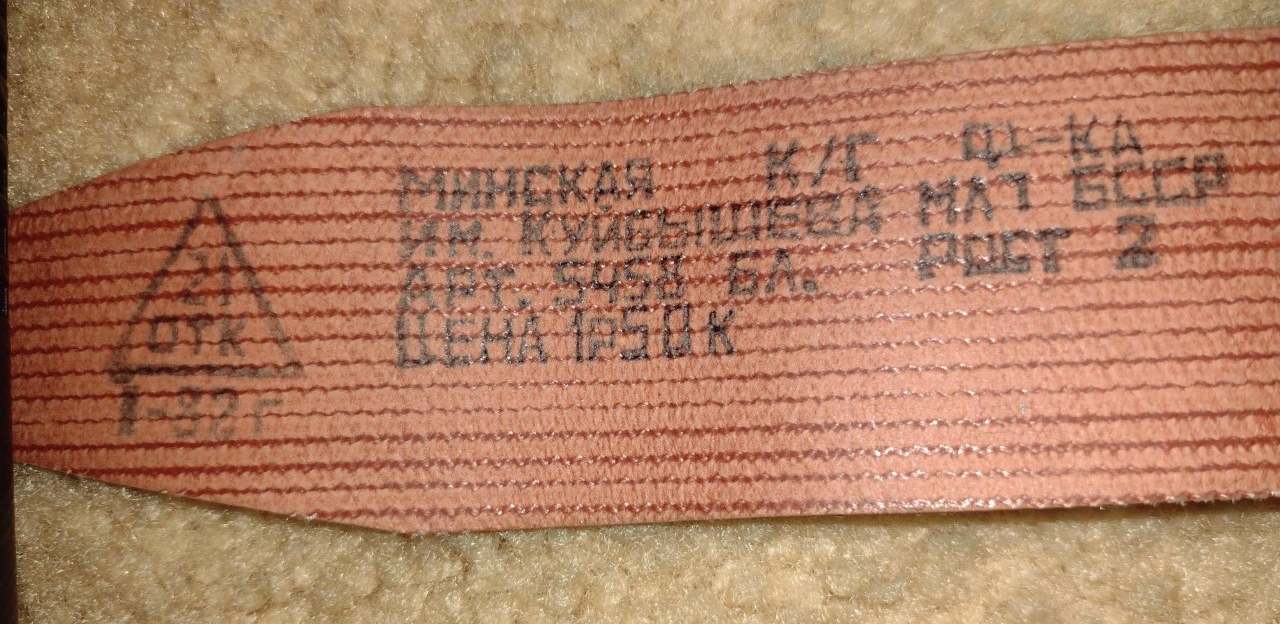 21
ОТК
1-82г
МИНСКАЯ К/Г Ф-КА
ИМ. КУЙБЫШЕВА МЛП БССР
АРТ. 5458 БЛ. РОСТ 2
ЦЕНА 1Р50К